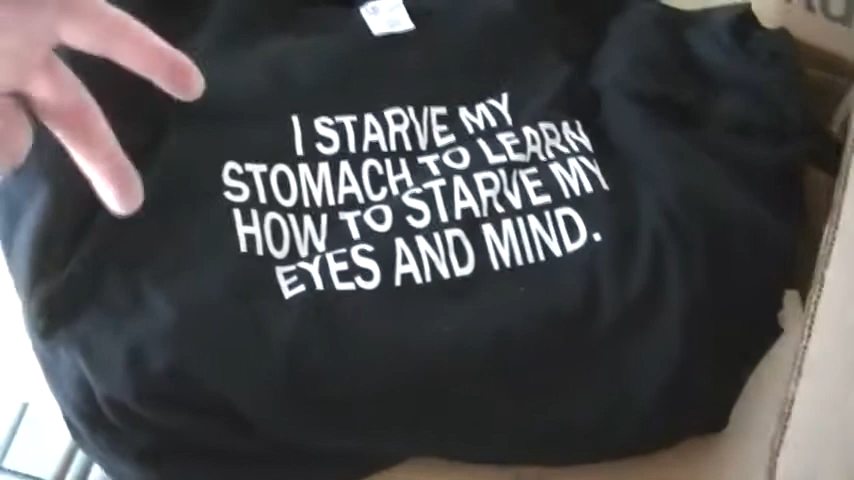 I STARVE MY
STOMACH TO LEARN
HOW TO STARVE MY
EYES AND MIND.